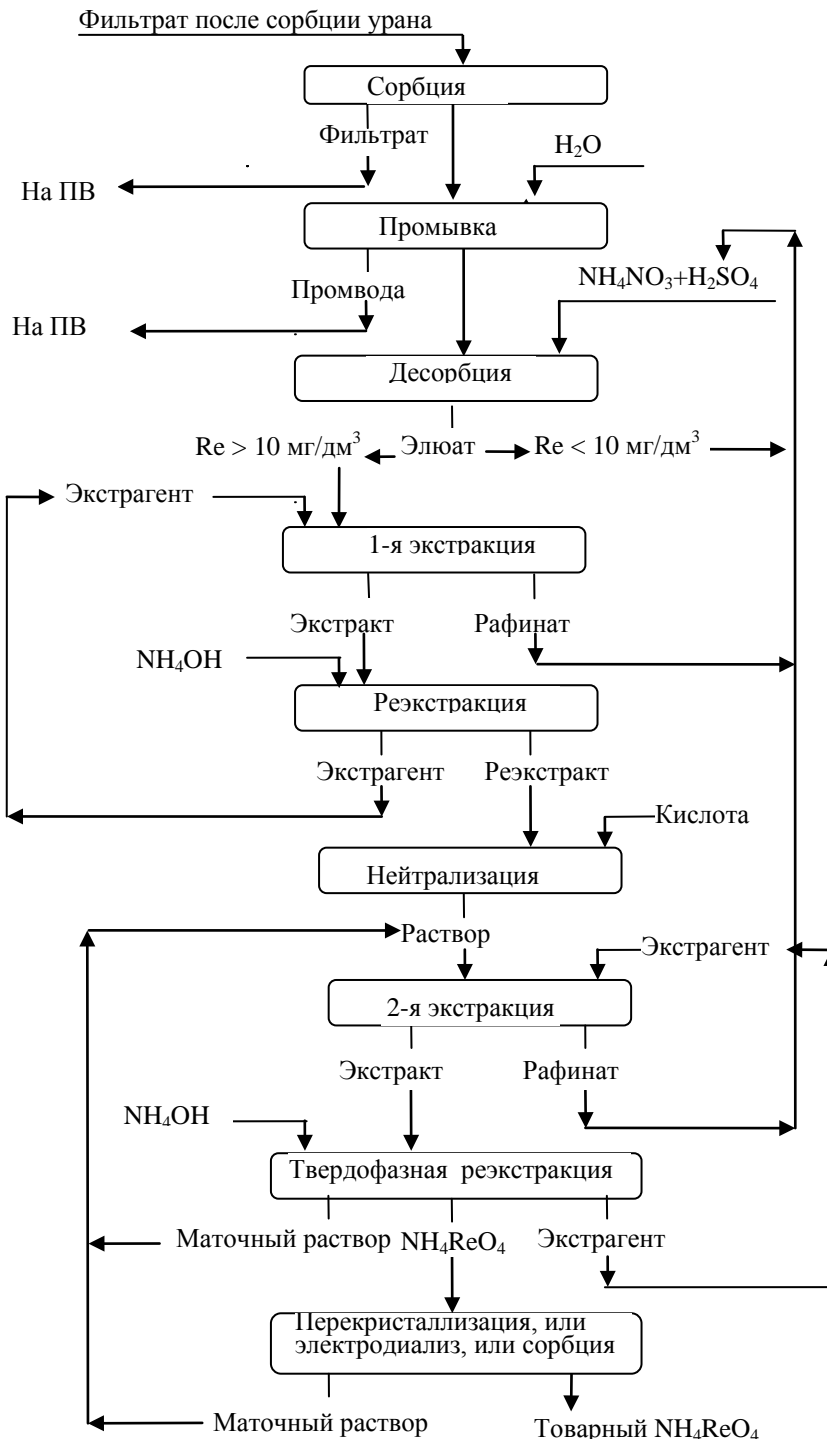 Фильтрат после сорбции урана
Сорбция
Фильтрат
H₂O
На ПВ
Промывка
NH₄NO₃+H₂SO₄
Промвода
На ПВ
Десорбция
Re > 10 мг/дм³ Элюат Re < 10 мг/дм³
Экстрагент
1-я экстракция
Экстракт Рафинат
NH₄OH
Реэкстракция
Экстрагент Реэкстракт
Кислота
Нейтрализация
Раствор Экстрагент
2-я экстракция
Экстракт Рафинат
NH₄OH
Твердофазная реэкстракция
Маточный раствор NH₄ReO₄ Экстрагент
Перекристаллизация, или
электродиализ, или сорбция
Маточный раствор Товарный NH₄ReO₄